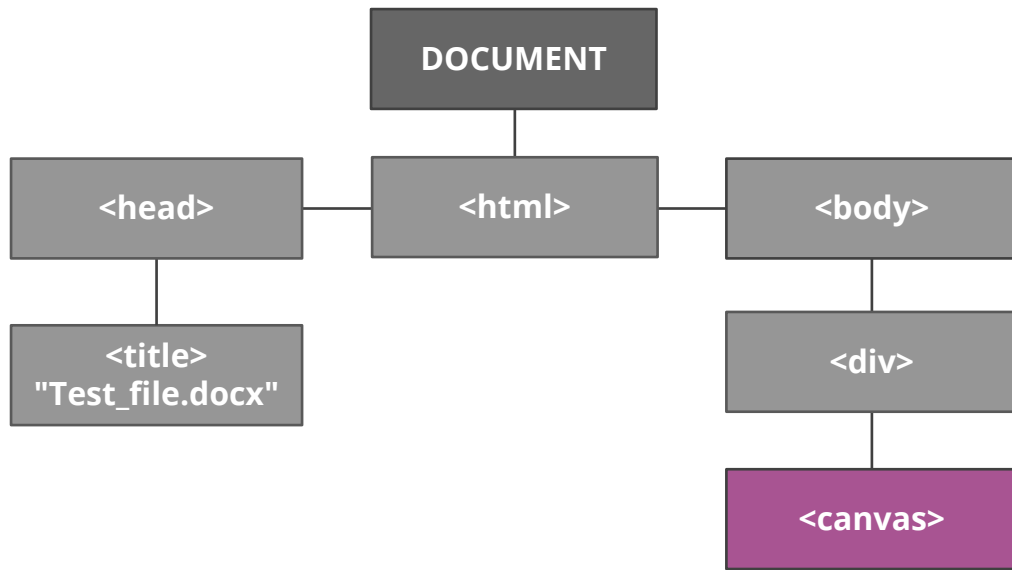 DOCUMENT
<head>
<html>
<body>
<title>
"Test_file.docx"
<div>
<canvas>